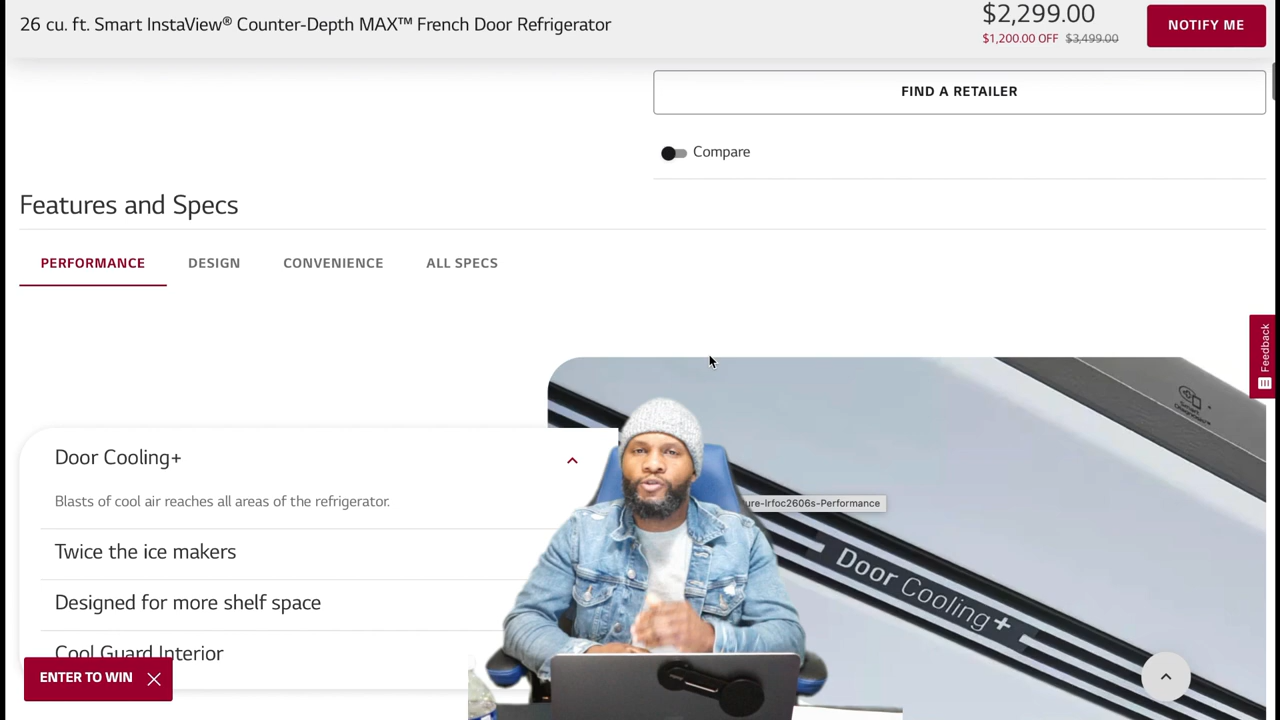 26 cu. ft. Smart InstaView® Counter-Depth MAX™ French Door Refrigerator
$2,299.00
$1,200.00 OFF $3,499.00
NOTIFY ME
FIND A RETAILER
Compare
Features and Specs
PERFORMANCE DESIGN CONVENIENCE ALL SPECS
Feedback
Door Cooling+
Blasts of cool air reaches all areas of the refrigerator.
Twice the ice makers
Designed for more shelf space
Cool Guard Interior
ENTER TO WIN
ure-lrfoc2606s-Performance
Door Cooling+